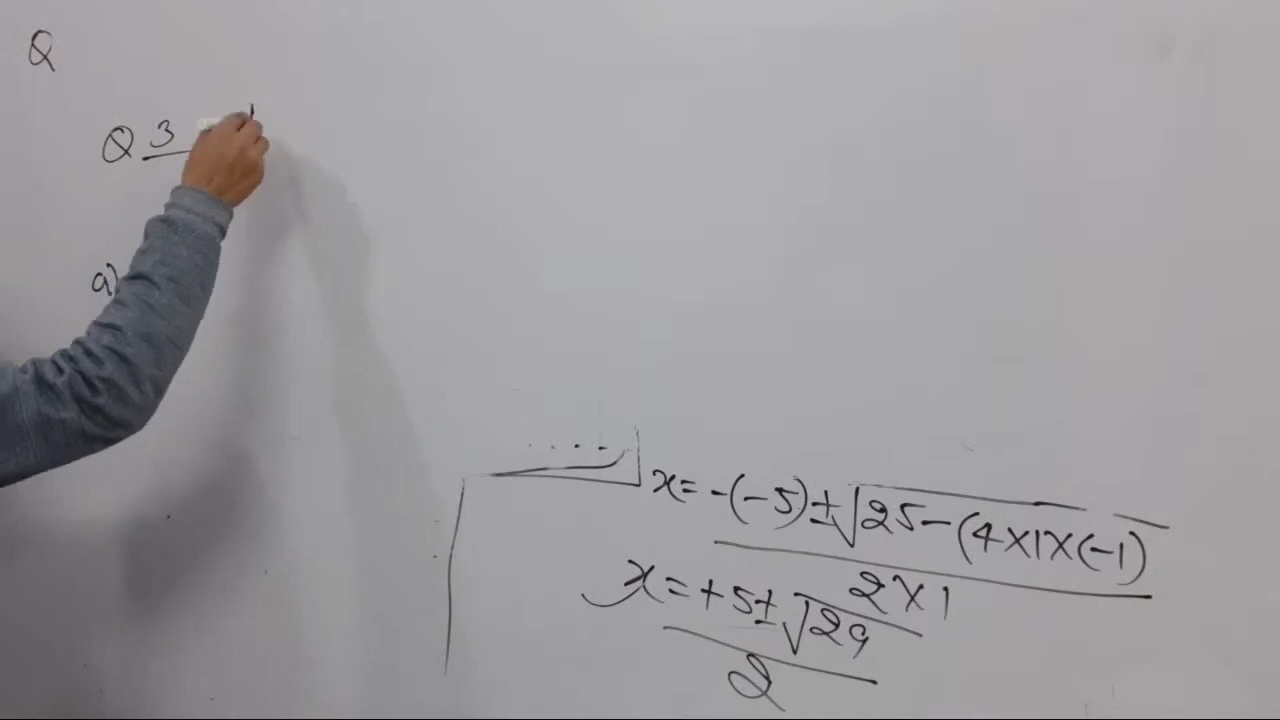 Q
Q 3
a)
x = -(-5) ± √25 - (4 X 1 X (-1)
2 X 1
x = + 5 ± √29
2